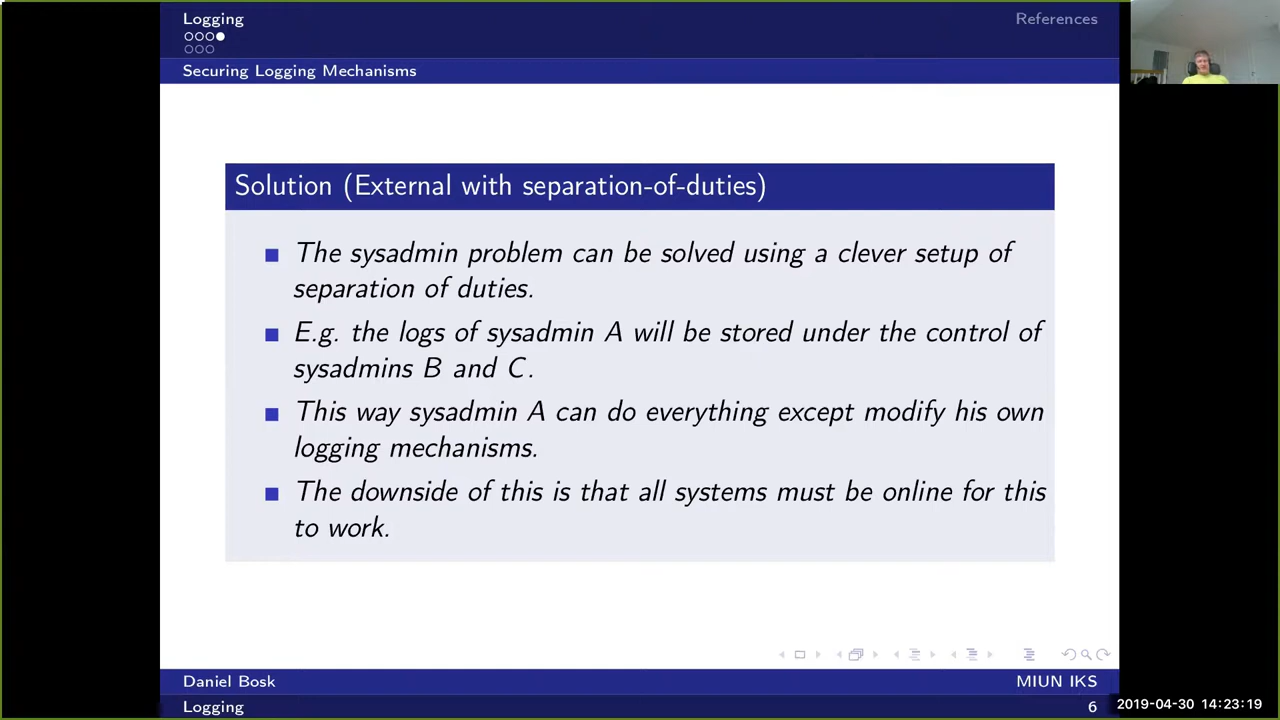 Logging
References
Securing Logging Mechanisms
Solution (External with separation-of-duties)
The sysadmin problem can be solved using a clever setup of
separation of duties.
E.g. the logs of sysadmin A will be stored under the control of
sysadmins B and C.
This way sysadmin A can do everything except modify his own
logging mechanisms.
The downside of this is that all systems must be online for this
to work.
Daniel Bosk
MIUN IKS
Logging
6
2019-04-30 14:23:19